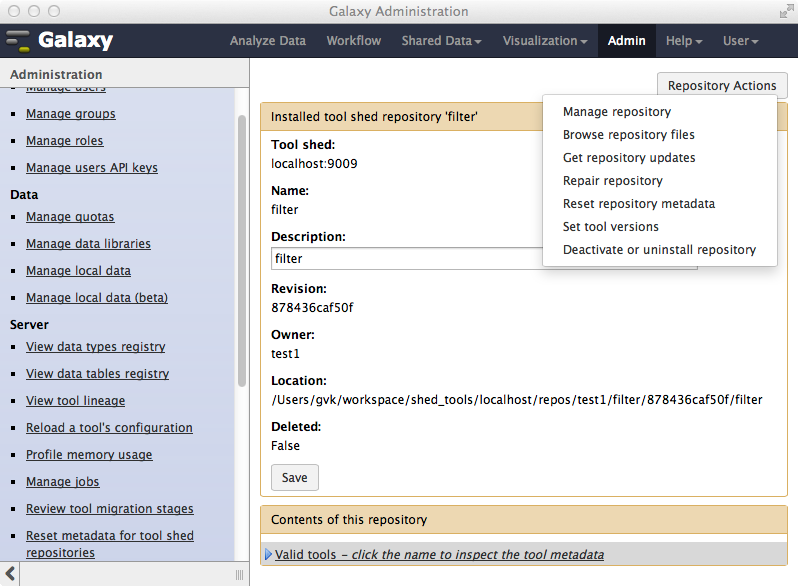 Galaxy Administration
Galaxy
Analyze Data Workflow Shared Data Visualization Admin Help User
Administration
Manage users
Manage groups
Manage roles
Manage users API keys
Data
Manage quotas
Manage data libraries
Manage local data
Manage local data (beta)
Server
View data types registry
View data tables registry
View tool lineage
Reload a tool's configuration
Profile memory usage
Manage jobs
Review tool migration stages
Reset metadata for tool shed
repositories
Repository Actions
Manage repository
Browse repository files
Get repository updates
Repair repository
Reset repository metadata
Set tool versions
Deactivate or uninstall repository
Installed tool shed repository 'filter'
Tool shed:
localhost:9009
Name:
filter
Description:
filter
Revision:
878436caf50f
Owner:
test1
Location:
/Users/gvk/workspace/shed_tools/localhost/repos/test1/filter/878436caf50f/filter
Deleted:
False
Save
Contents of this repository
Valid tools – click the name to inspect the tool metadata